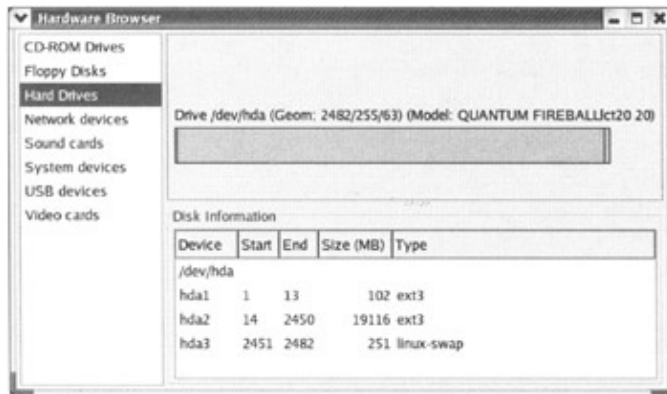 Hardware Browser
CD-ROM Drives
Floppy Disks
Hard Drives
Network devices
Sound cards
System devices
USB devices
Video cards
Drive /dev/hda (Geom: 2482/255/63) (Model: QUANTUM FIREBALLlct20 20)
Disk Information
Device Start End Size (MB) Type
/dev/hda
hda1 1 13 102 ext3
hda2 14 2450 19116 ext3
hda3 2451 2482 251 linux-swap